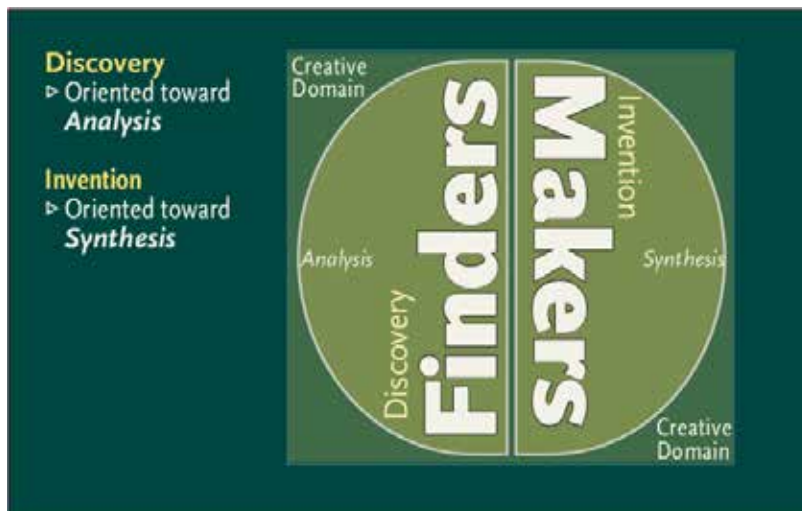 Discovery
▹ Oriented toward
Analysis
Invention
▹ Oriented toward
Synthesis
Creative
Domain
Analysis
Discovery
Finders
Makers
Invention
Synthesis
Creative
Domain